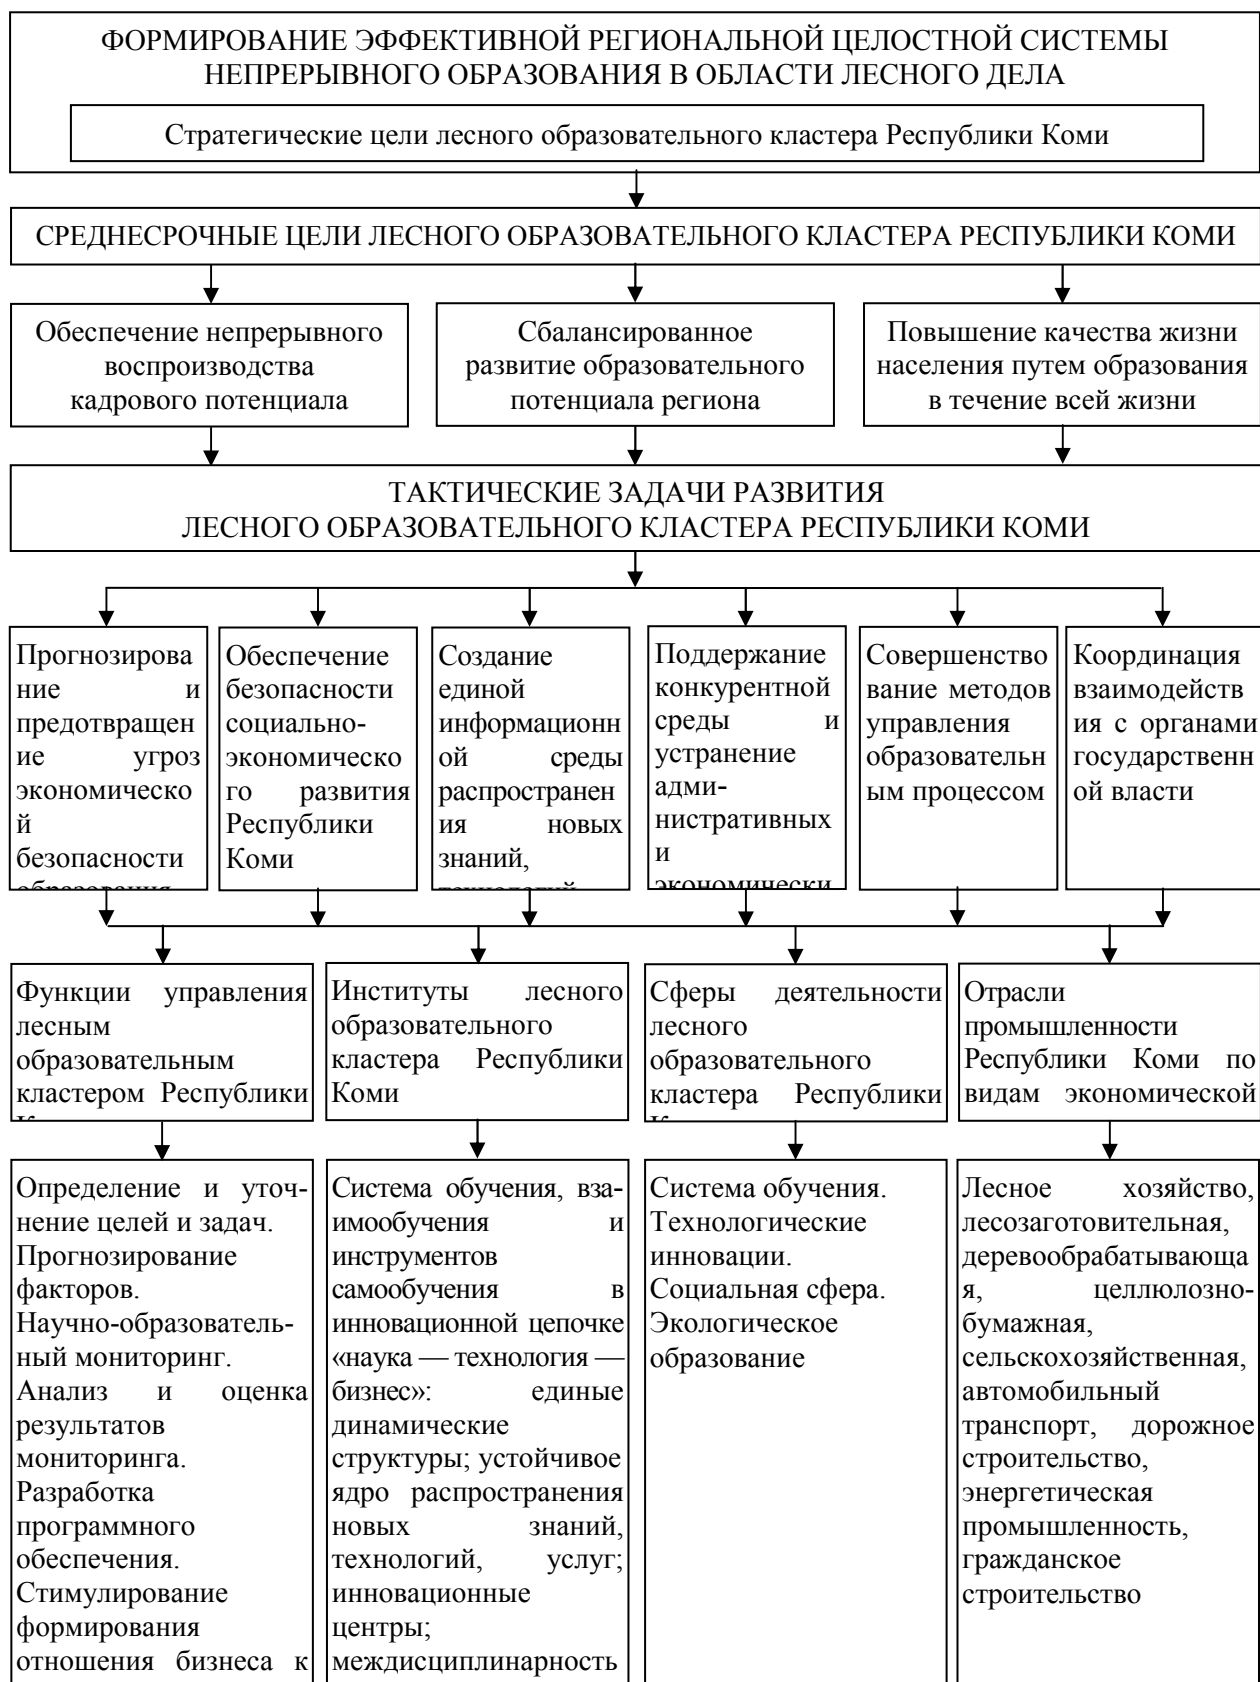 ФОРМИРОВАНИЕ ЭФФЕКТИВНОЙ РЕГИОНАЛЬНОЙ ЦЕЛОСТНОЙ СИСТЕМЫ
НЕПРЕРЫВНОГО ОБРАЗОВАНИЯ В ОБЛАСТИ ЛЕСНОГО ДЕЛА
Стратегические цели лесного образовательного кластера Республики Коми
СРЕДНЕСРОЧНЫЕ ЦЕЛИ ЛЕСНОГО ОБРАЗОВАТЕЛЬНОГО КЛАСТЕРА РЕСПУБЛИКИ КОМИ
Обеспечение непрерывного
воспроизводства
кадрового потенциала
Сбалансированное
развитие образовательного
потенциала региона
Повышение качества жизни
населения путем образования
в течение всей жизни
ТАКТИЧЕСКИЕ ЗАДАЧИ РАЗВИТИЯ
ЛЕСНОГО ОБРАЗОВАТЕЛЬНОГО КЛАСТЕРА РЕСПУБЛИКИ КОМИ
Прогнозирова
ние и
предотвращен
ие угроз
экономическо
й
безопасности
образования
Обеспечение
безопасности
социально-
экономическо
го развития
Республики
Коми
Создание
единой
информационн
ой среды
распространен
ия новых
знаний,
технологий
Поддержание
конкурентной
среды и
устранение
адми-
нистративных
и
экономически
Совершенство
вание методов
управления
образовательн
ым процессом
Координация
взаимодейств
ия с органами
государственн
ой власти
Функции управления
лесным
образовательным
кластером Республики
Институты лесного
образовательного
кластера Республики
Коми
Сферы деятельности
лесного
образовательного
кластера Республики
Отрасли
промышленности
Республики Коми по
видам экономической
Определение и уточ-
нение целей и задач.
Прогнозирование
факторов.
Научно-образователь-
ный мониторинг.
Анализ и оценка
результатов
мониторинга.
Разработка
программного
обеспечения.
Стимулирование
формирования
отношения бизнеса к
Система обучения, вза-
имообучения и
инструментов
самообучения в
инновационной цепочке
«наука — технология —
бизнес»: единые
динамические
структуры; устойчивое
ядро распространения
новых знаний,
технологий, услуг;
инновационные
центры;
междисциплинарность
Система обучения.
Технологические
инновации.
Социальная сфера.
Экологическое
образование
Лесное хозяйство,
лесозаготовительная,
деревообрабатывающа
я, целлюлозно-
бумажная,
сельскохозяйственная,
автомобильный
транспорт, дорожное
строительство,
энергетическая
промышленность,
гражданское
строительство